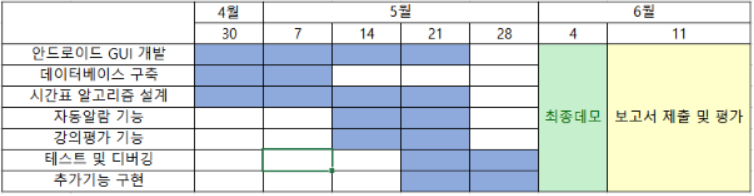 4월 5월 6월
30 7 14 21 28 4 11
안드로이드 GUI 개발
데이터베이스 구축
시간표 알고리즘 설계
자동알람 기능 최종데모 보고서 제출 및 평가
강의평가 기능
테스트 및 디버깅
추가기능 구현